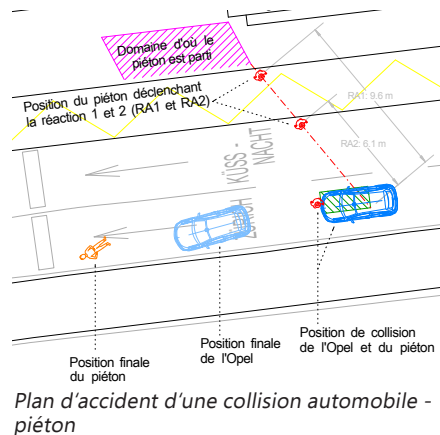 Domaine d'où le
piéton est parti
Position du piéton déclenchant
la réaction 1 et 2 (RA1 et RA2)
RA1: 9.6 m
RA2: 6.1 m
KÜSS -
NACHT
ZÜRICH
Position finale
du piéton
Position finale
de l'Opel
Position de collision
de l'Opel et du piéton
Plan d'accident d'une collision automobile -
piéton